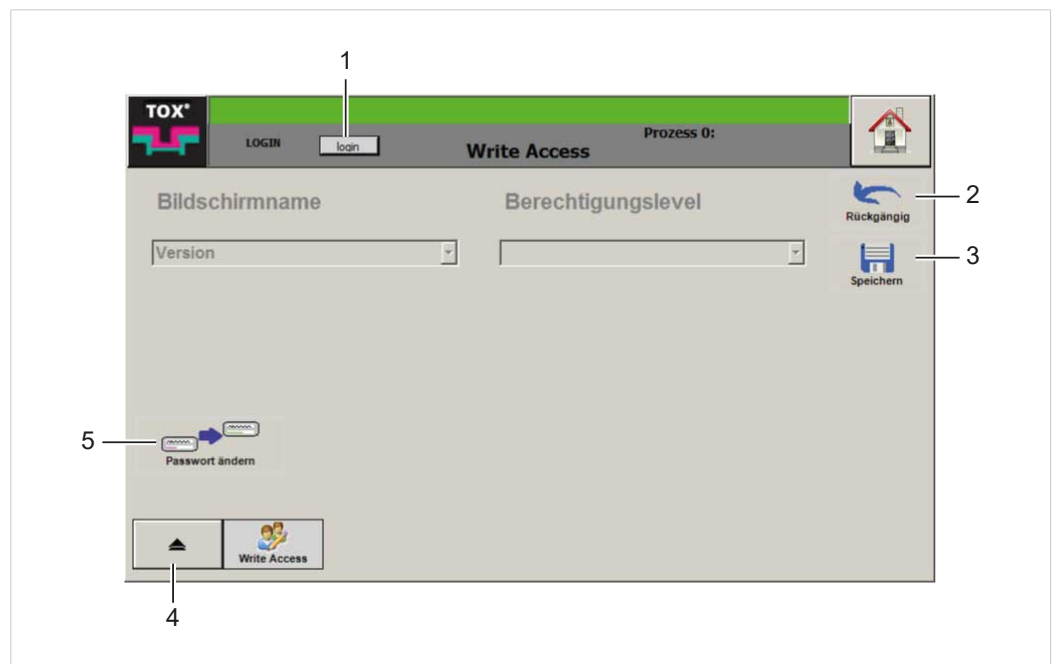 1
TOX®
LOGIN
login
Write Access
Prozess 0:
Bildschirmname
Berechtigungslevel
Rückgängig
2
Version
Speichern
3
5
Passwort ändern
Write Access
4